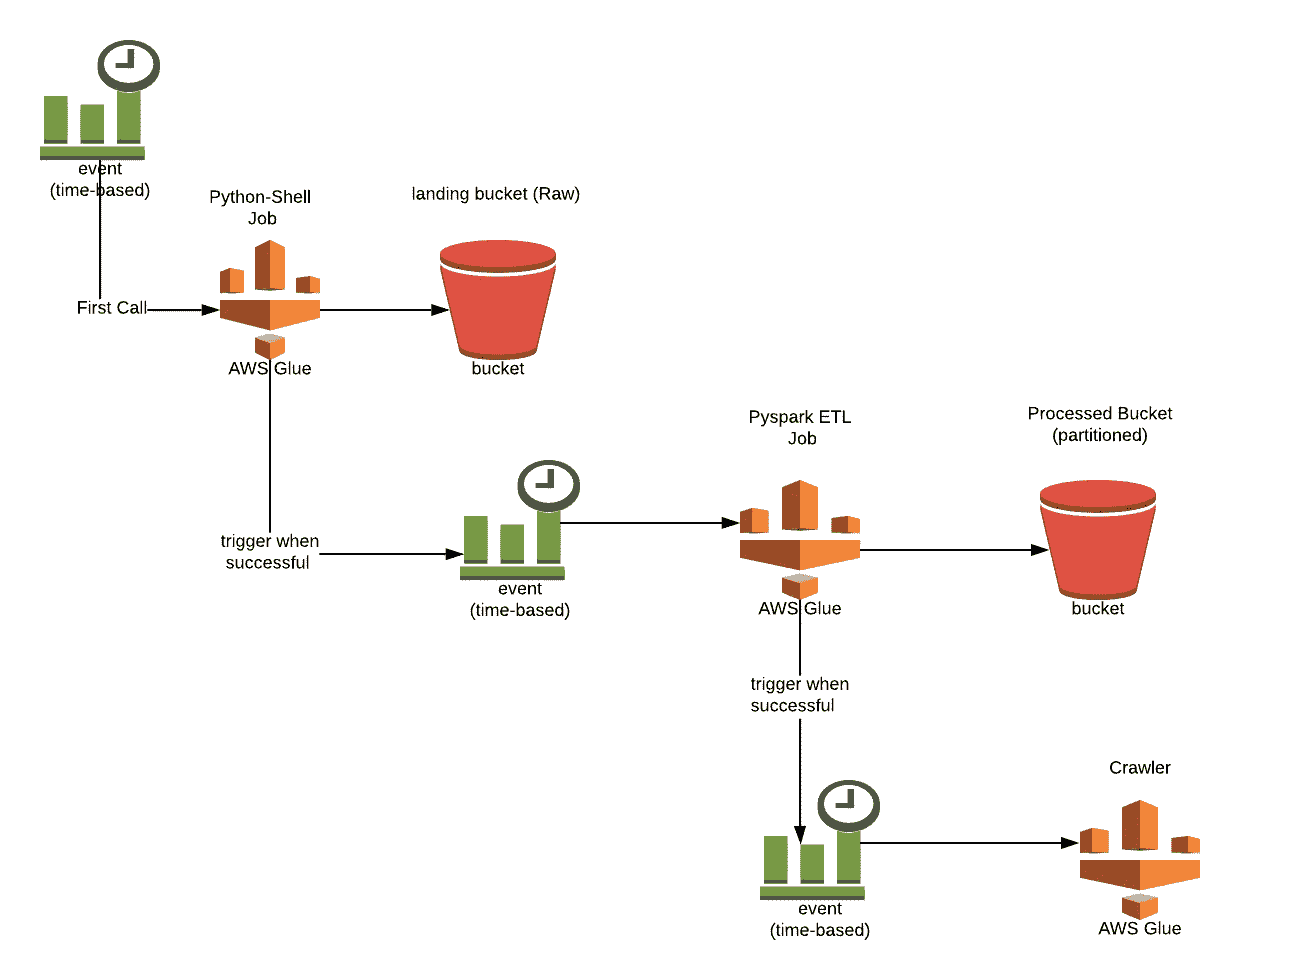 event
(time-based)
Python-Shell
Job
landing bucket (Raw)
First Call
AWS Glue
bucket
trigger when
successful
event
(time-based)
Pyspark ETL
Job
Processed Bucket
(partitioned)
AWS Glue
bucket
trigger when
successful
event
(time-based)
Crawler
AWS Glue